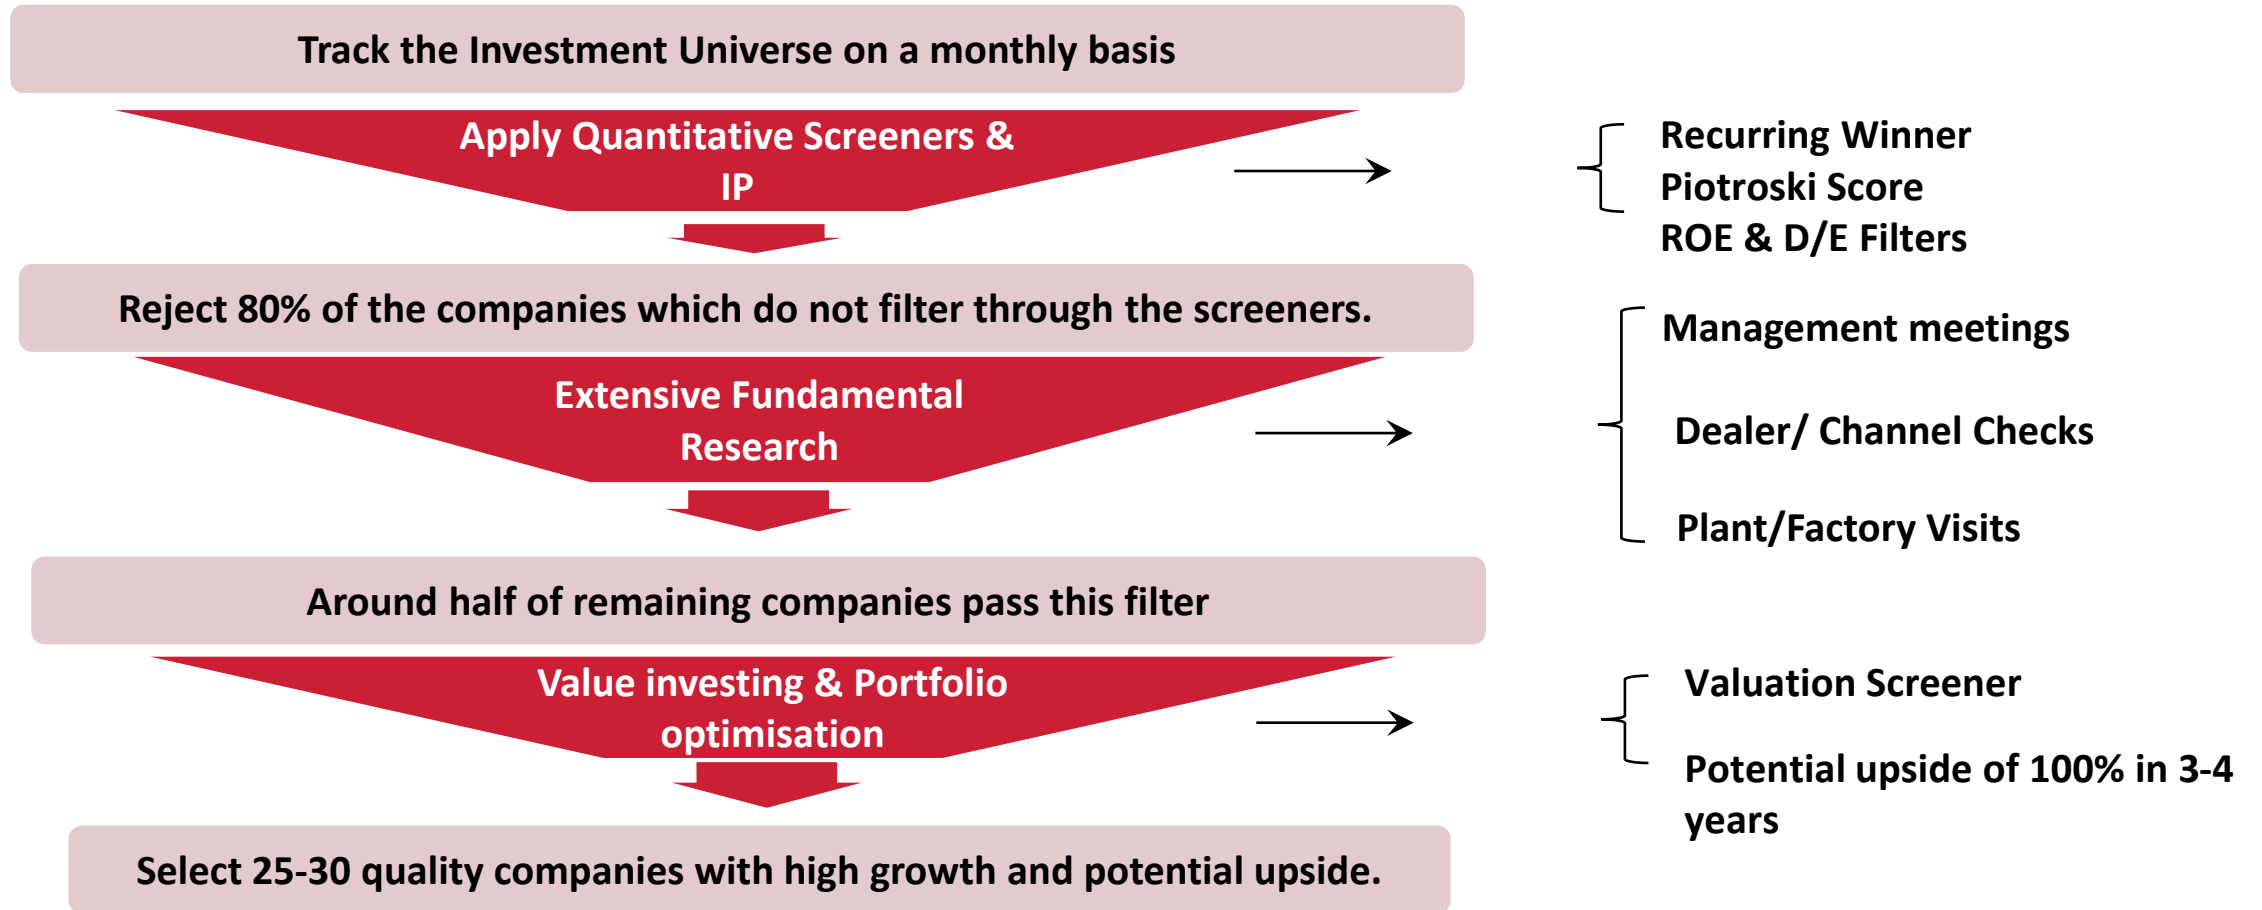 Track the Investment Universe on a monthly basis
Apply Quantitative Screeners &
IP
Recurring Winner
Piotroski Score
ROE & D/E Filters
Reject 80% of the companies which do not filter through the screeners.
Extensive Fundamental
Research
Management meetings
Dealer/ Channel Checks
Plant/Factory Visits
Around half of remaining companies pass this filter
Value investing & Portfolio
optimisation
Valuation Screener
Potential upside of 100% in 3-4
years
Select 25-30 quality companies with high growth and potential upside.